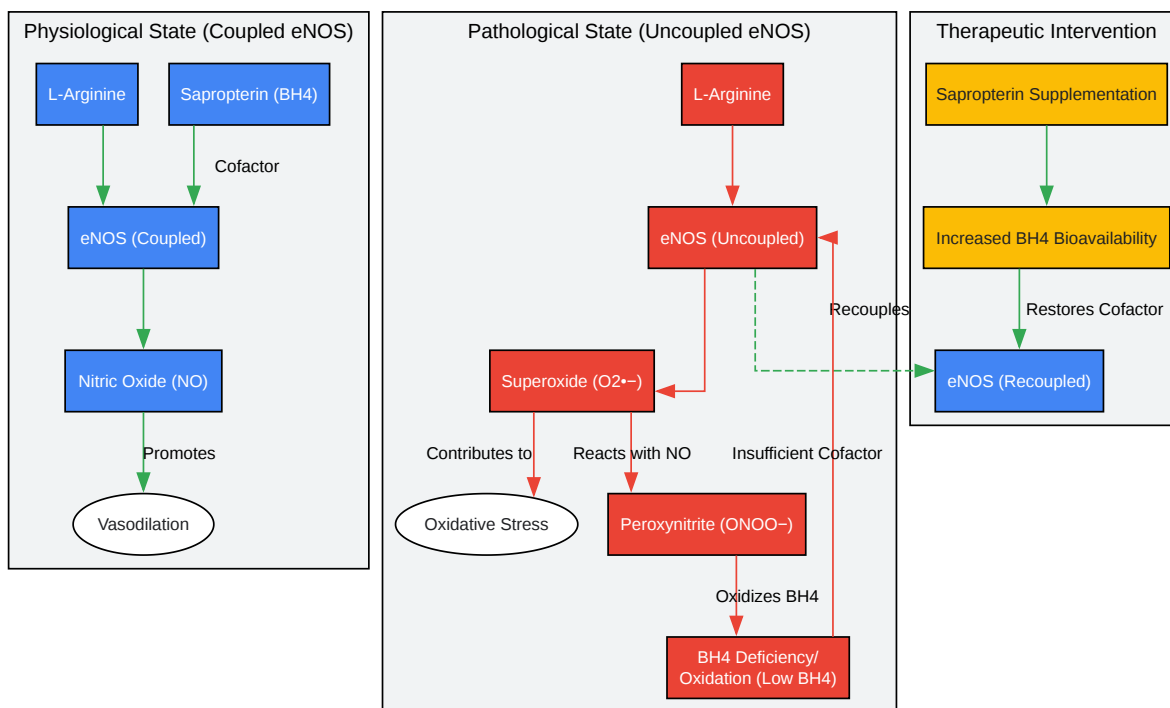 Physiological State (Coupled eNOS)
L-Arginine
Sapropterin (BH4)
Cofactor
eNOS (Coupled)
Nitric Oxide (NO)
Promotes
Vasodilation
Pathological State (Uncoupled eNOS)
L-Arginine
eNOS (Uncoupled)
Recouples
Superoxide (O2•−)
Contributes to
Reacts with NO
Insufficient Cofactor
Oxidative Stress
Peroxynitrite (ONOO−)
Oxidizes BH4
BH4 Deficiency/
Oxidation (Low BH4)
Therapeutic Intervention
Sapropterin Supplementation
Increased BH4 Bioavailability
Restores Cofactor
eNOS (Recoupled)